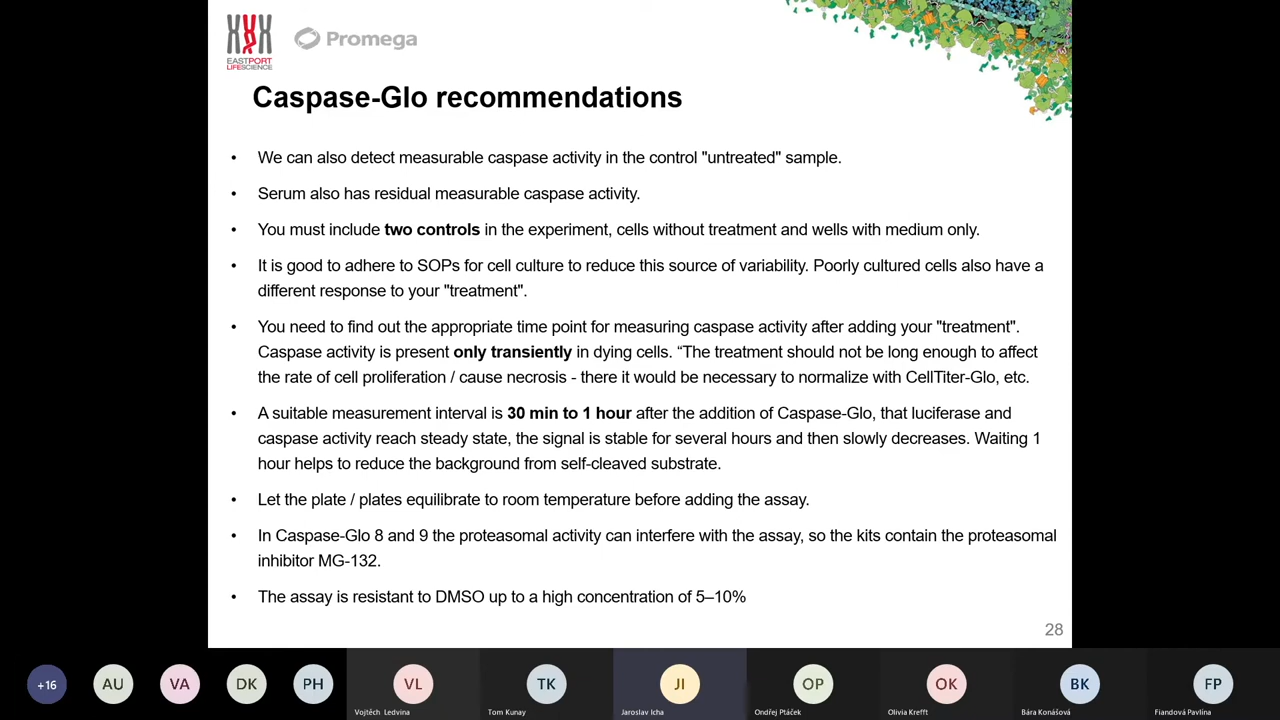 EASTPORT
LIFESCIENCE
Promega
Caspase-Glo recommendations
• We can also detect measurable caspase activity in the control "untreated" sample.
• Serum also has residual measurable caspase activity.
• You must include two controls in the experiment, cells without treatment and wells with medium only.
• It is good to adhere to SOPs for cell culture to reduce this source of variability. Poorly cultured cells also have a
different response to your "treatment".
• You need to find out the appropriate time point for measuring caspase activity after adding your "treatment".
Caspase activity is present only transiently in dying cells. “The treatment should not be long enough to affect
the rate of cell proliferation / cause necrosis - there it would be necessary to normalize with CellTiter-Glo, etc.
• A suitable measurement interval is 30 min to 1 hour after the addition of Caspase-Glo, that luciferase and
caspase activity reach steady state, the signal is stable for several hours and then slowly decreases. Waiting 1
hour helps to reduce the background from self-cleaved substrate.
• Let the plate / plates equilibrate to room temperature before adding the assay.
• In Caspase-Glo 8 and 9 the proteasomal activity can interfere with the assay, so the kits contain the proteasomal
inhibitor MG-132.
• The assay is resistant to DMSO up to a high concentration of 5–10%
28
+16 AU VA DK PH VL TK JI OP OK BK FP
Vojtěch Ledvina Tom Kunay Jaroslav Icha Ondřej Ptáček Olivia Krefft Bára Konášová Fiandová Pavlína